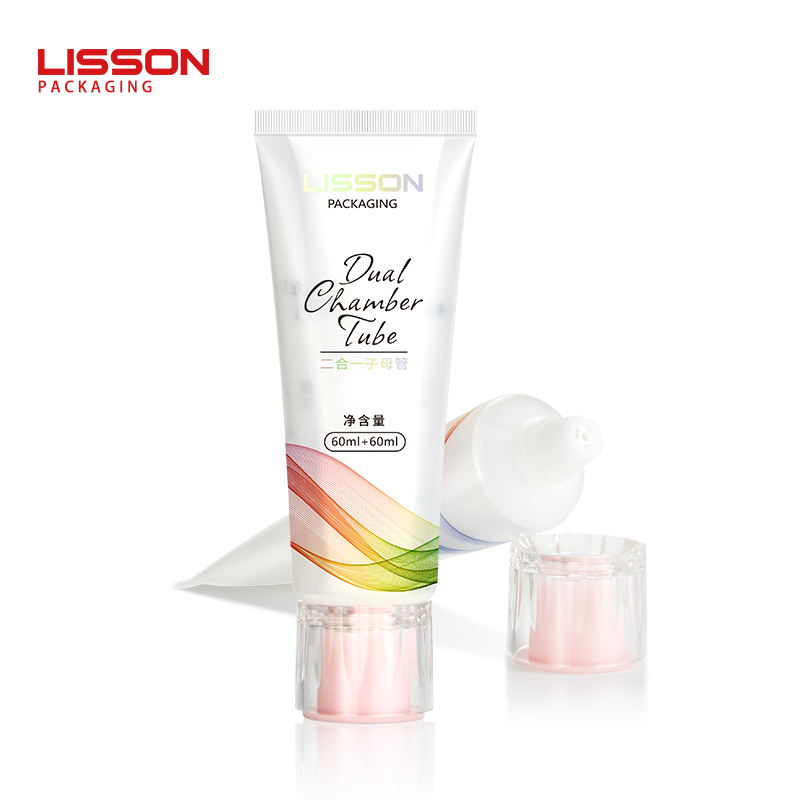 LISSON
PACKAGING
LISSON
PACKAGING
Dual
Chamber
Tube
二合一子母管
净含量
60ml+60ml